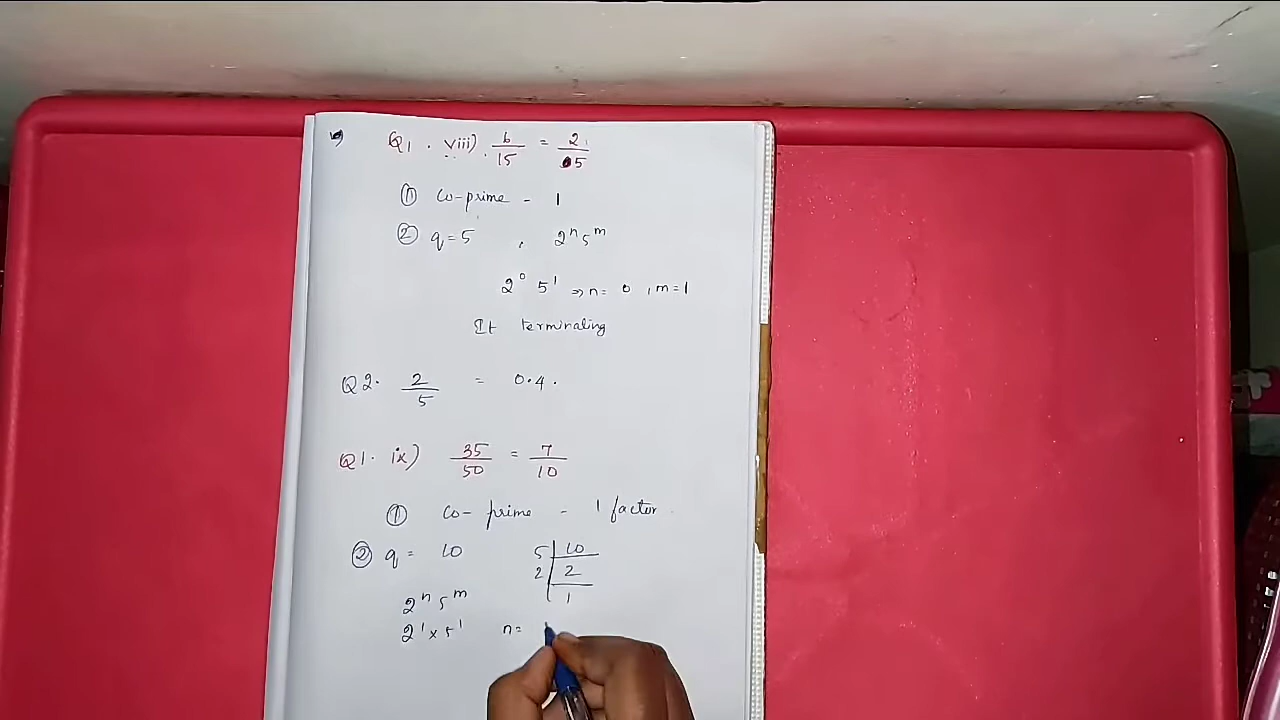 Q1. viii) 6/15 = 2/5
① Co-prime - 1
② q = 5, 2ⁿ5ᵐ
2⁰ 5¹ ⇒ n = 0, m = 1
It terminating
Q2. 2/5 = 0.4.
Q1. ix) 35/50 = 7/10
① Co-prime - 1 factor
② q = 10
5 | 10
2 | 2
1
2ⁿ 5ᵐ
2¹ × 5¹ n =